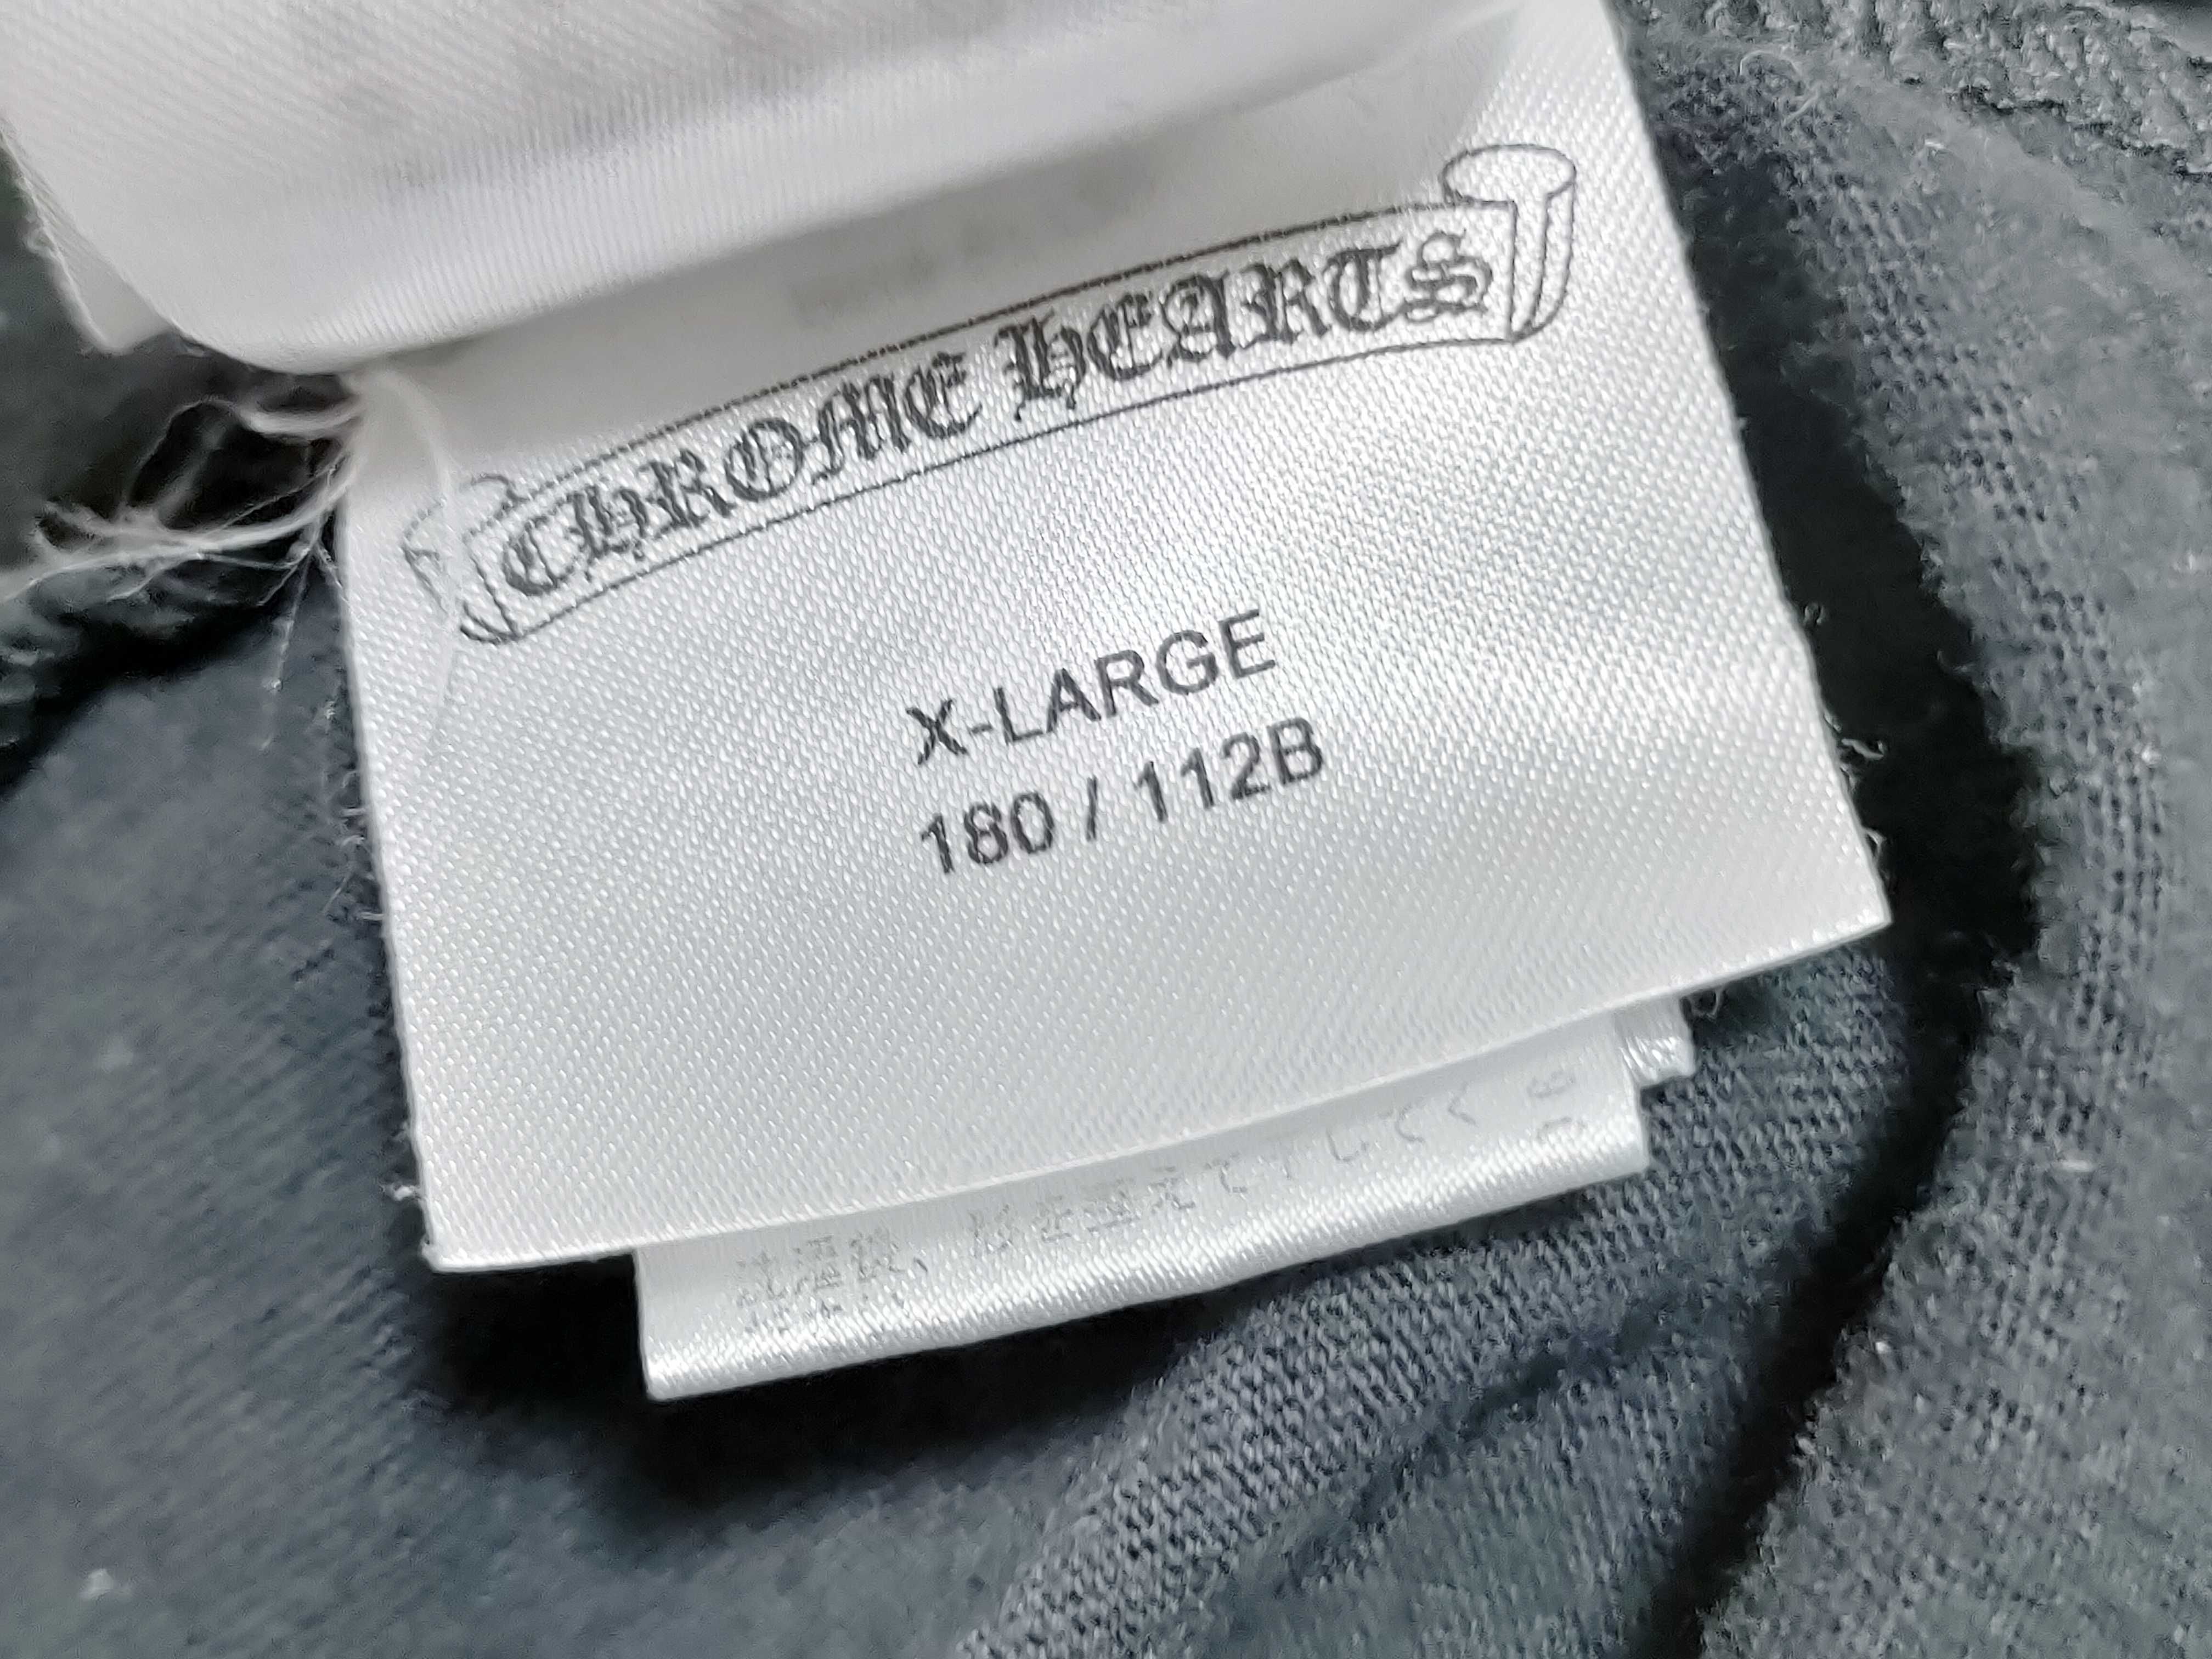 CHROME HEARTS
X-LARGE
180 / 112B